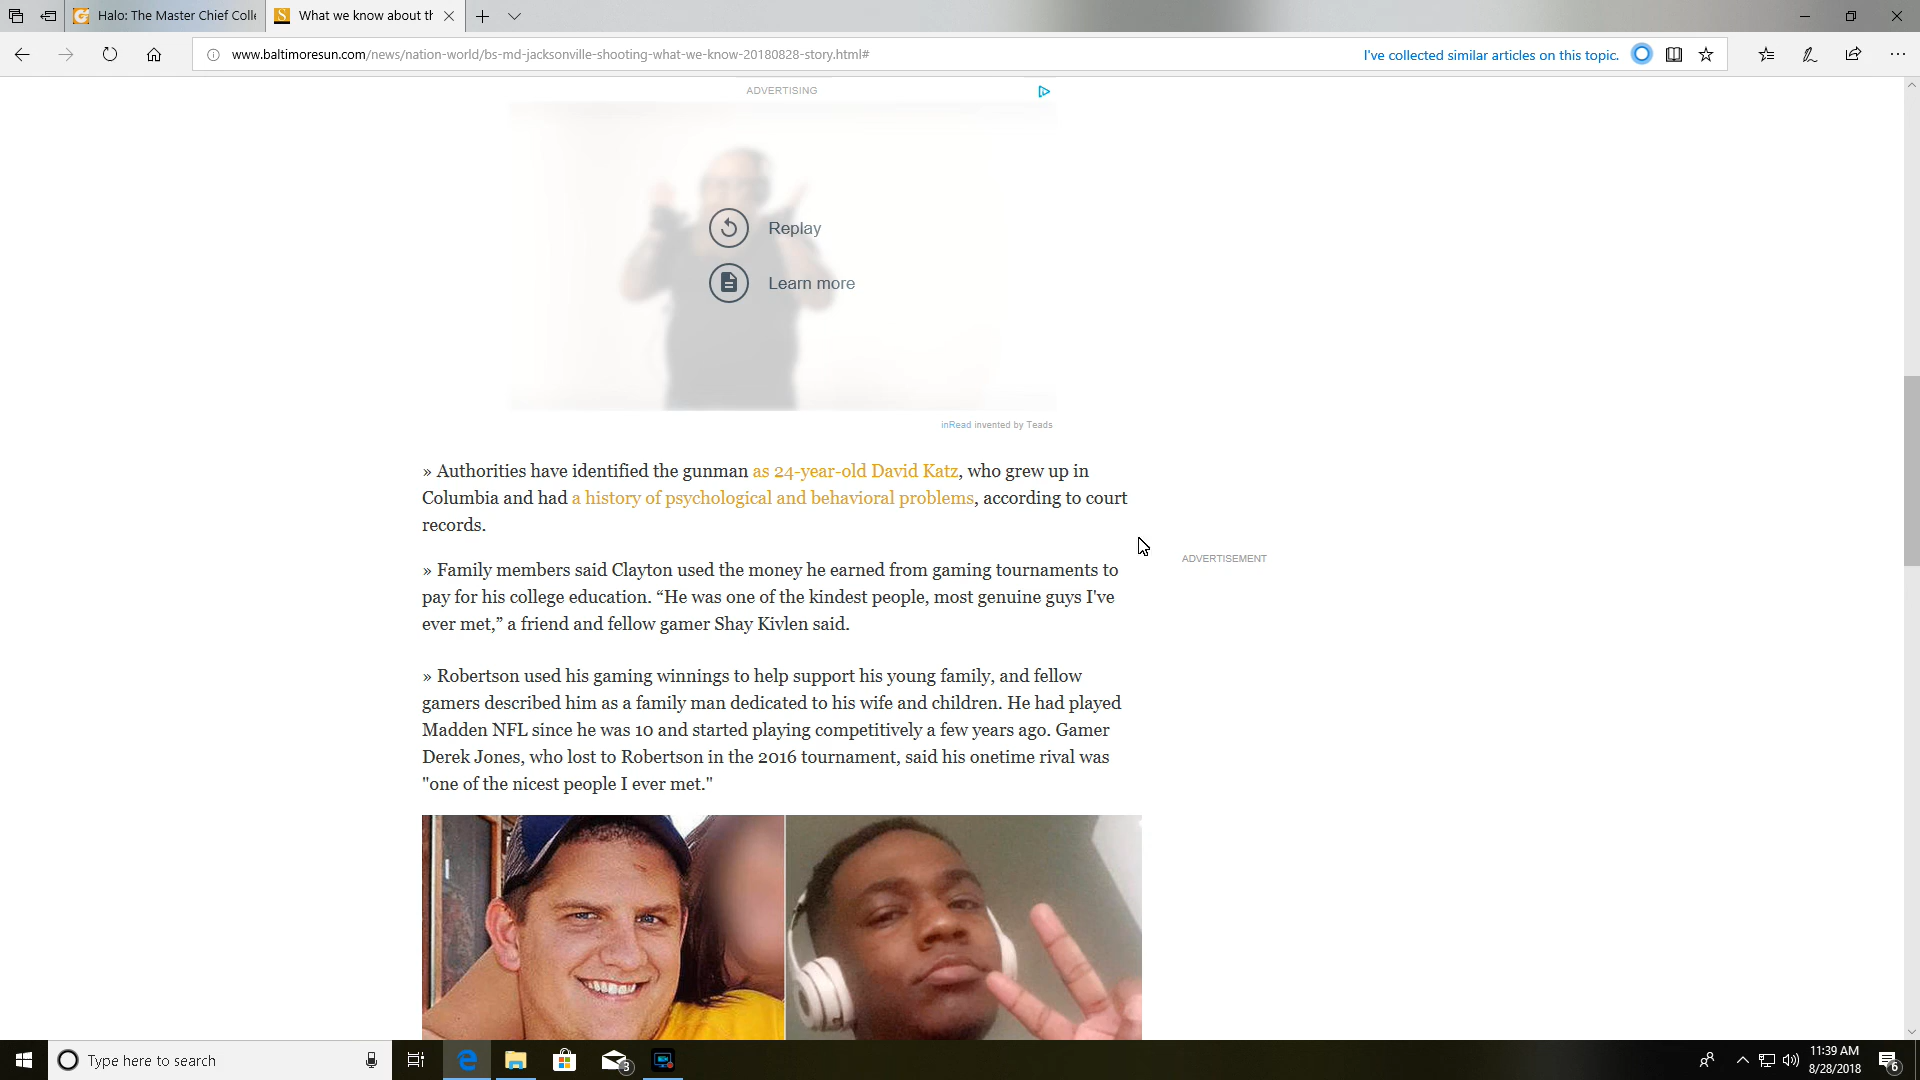 Halo: The Master Chief Colle
What we know about th
www.baltimoresun.com/news/nation-world/bs-md-jacksonville-shooting-what-we-know-20180828-story.html#
I've collected similar articles on this topic.
ADVERTISING
Replay
Learn more
inRead invented by Teads
» Authorities have identified the gunman as 24-year-old David Katz, who grew up in
Columbia and had a history of psychological and behavioral problems, according to court
records.
ADVERTISEMENT
» Family members said Clayton used the money he earned from gaming tournaments to
pay for his college education. “He was one of the kindest people, most genuine guys I've
ever met,” a friend and fellow gamer Shay Kivlen said.
» Robertson used his gaming winnings to help support his young family, and fellow
gamers described him as a family man dedicated to his wife and children. He had played
Madden NFL since he was 10 and started playing competitively a few years ago. Gamer
Derek Jones, who lost to Robertson in the 2016 tournament, said his onetime rival was
"one of the nicest people I ever met."
Type here to search
3
11:39 AM
8/28/2018
6